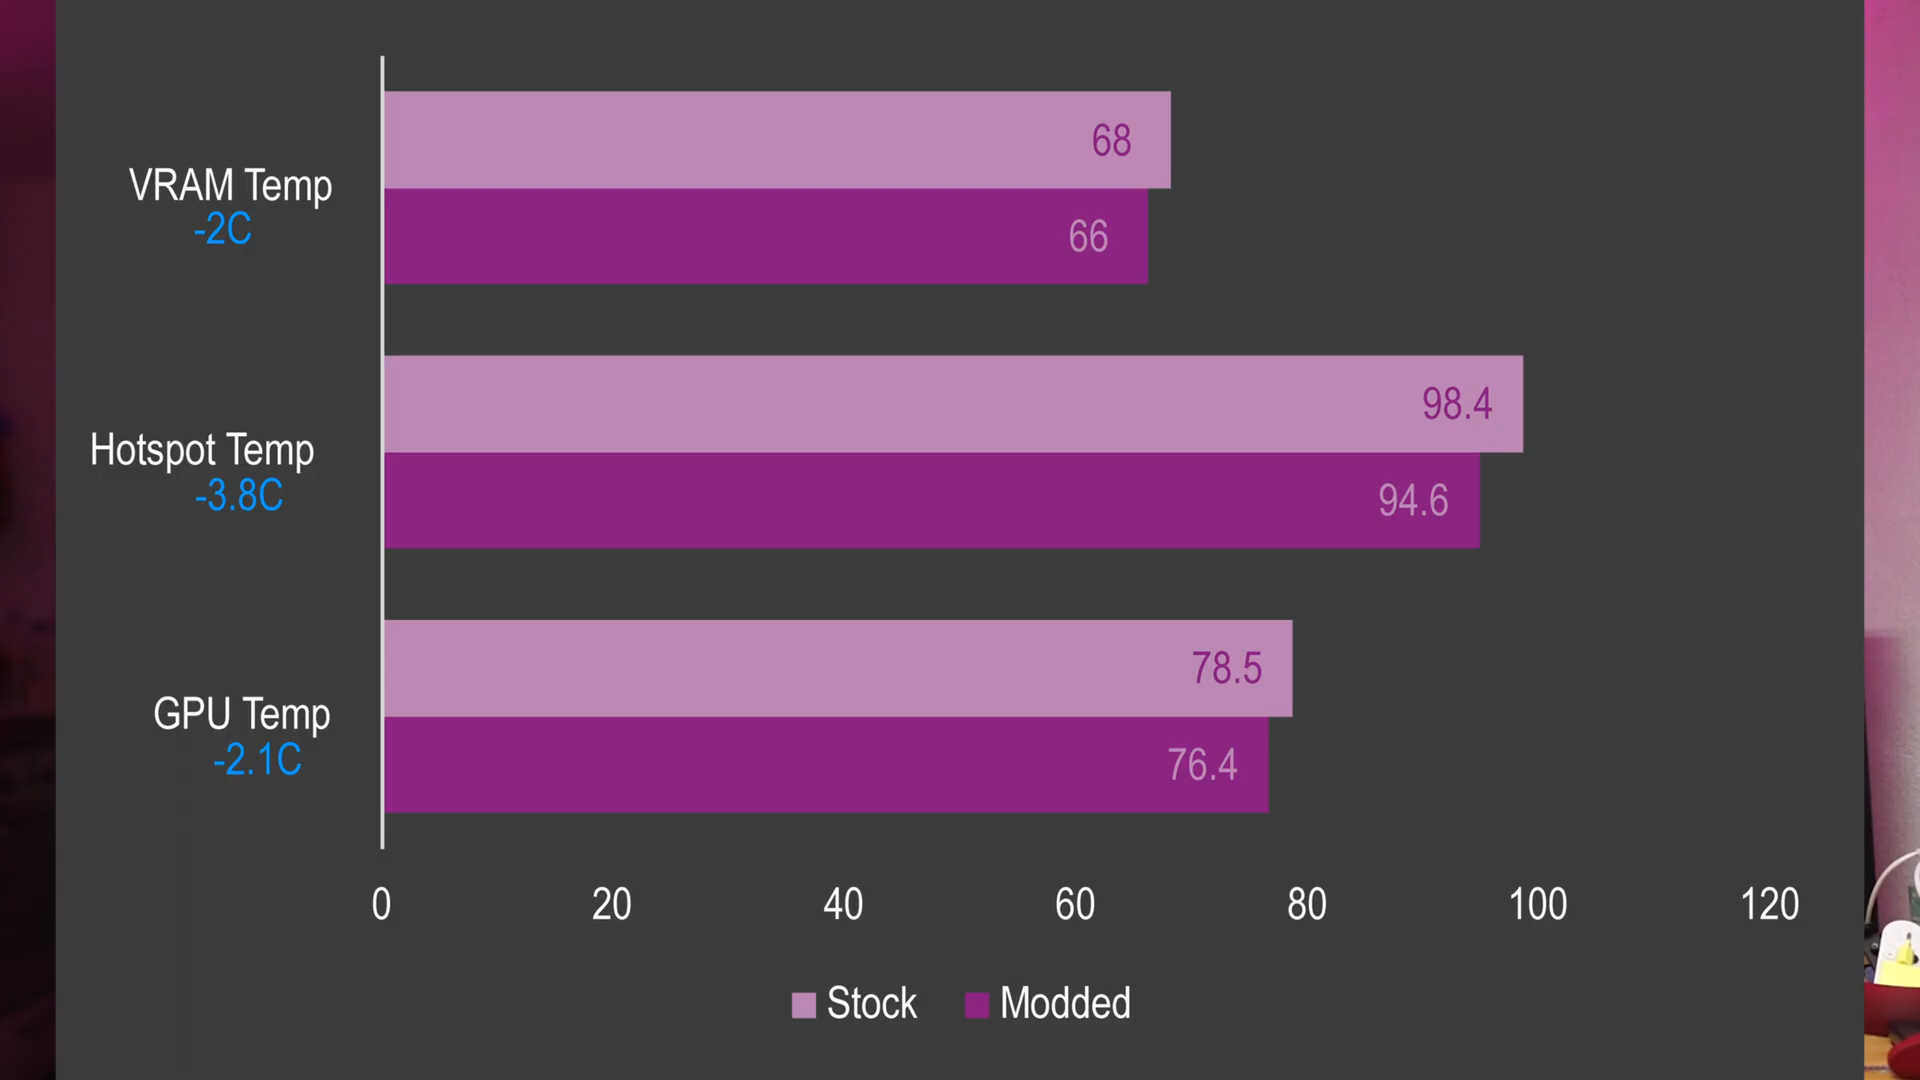 VRAM Temp
-2C
68
66
Hotspot Temp
-3.8C
98.4
94.6
GPU Temp
-2.1C
78.5
76.4
0 20 40 60 80 100 120
Stock Modded